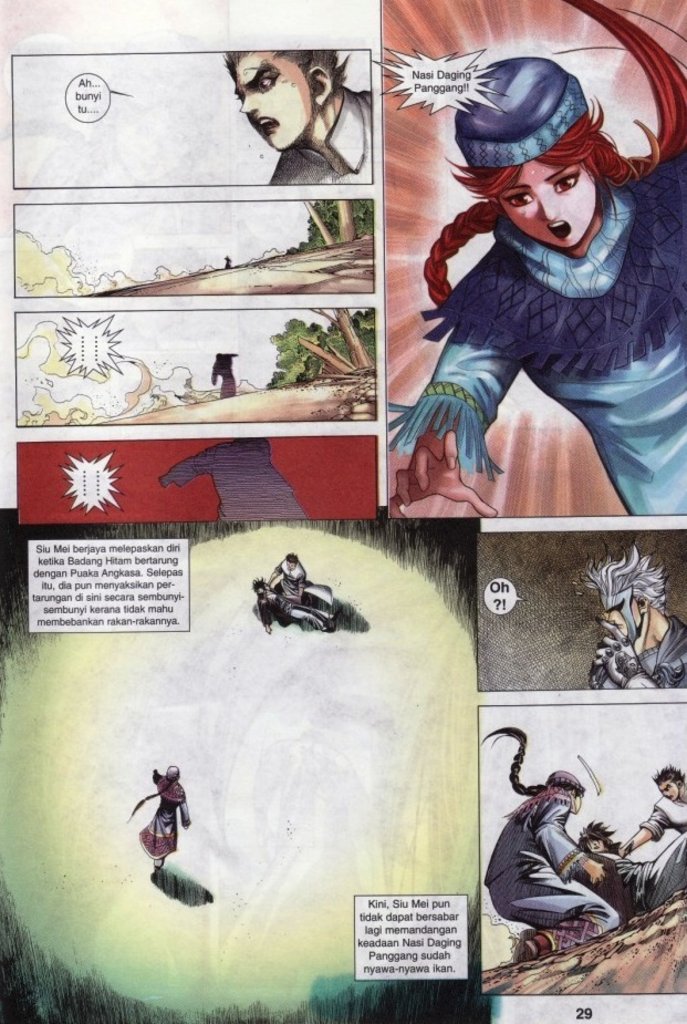 Ah...
bunyi
tu....
Nasi Daging
Panggang!!
Siu Mei berjaya melepaskan diri
ketika Badang Hitam bertarung
dengan Puaka Angkasa. Selepas
itu, dia pun menyaksikan per-
tarungan di sini secara sembunyi-
sembunyi kerana tidak mahu
membebankan rakan-rakannya.
Oh
?!
Kini, Siu Mei pun
tidak dapat bersabar
lagi memandangan
keadaan Nasi Daging
Panggang sudah
nyawa-nyawa ikan.
29